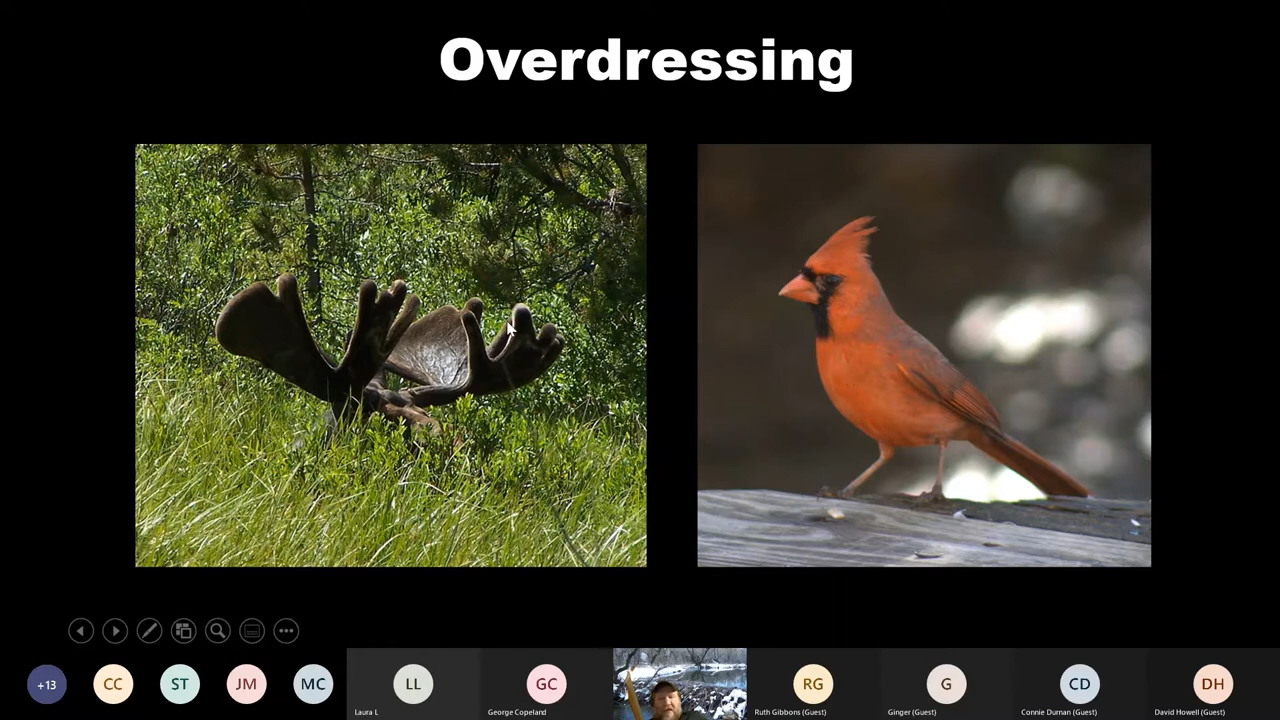 Overdressing
+13
CC
ST
JM
MC
LL
GC
RG
G
CD
DH
Laura L
George Copeland
Ruth Gibbons (Guest)
Ginger (Guest)
Connie Durnan (Guest)
David Howell (Guest)